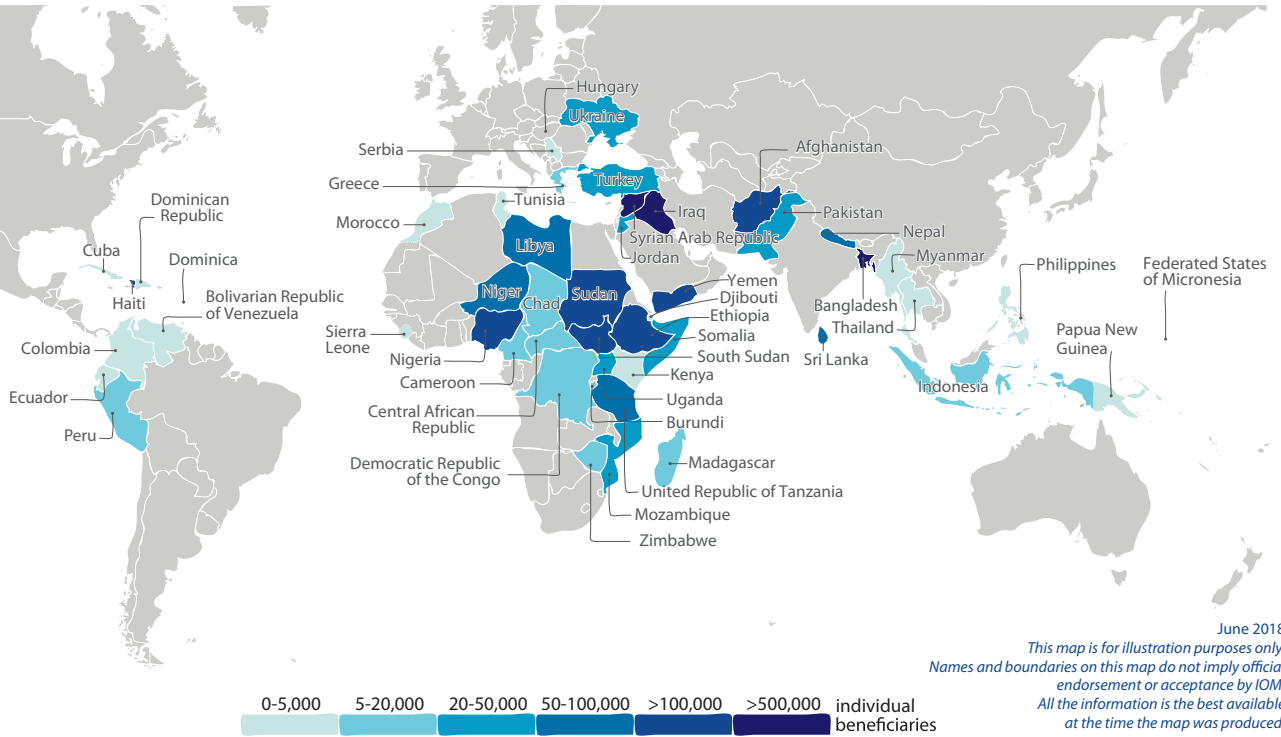 Hungary
Ukraine
Serbia
Afghanistan
Greece
Turkey
Tunisia
Dominican
Republic
Morocco
Iraq
Pakistan
Syrian Arab Republic
Nepal
Libya
Jordan
Myanmar
Cuba
Dominica
Philippines
Federated States
of Micronesia
Haiti
Bolivarian Republic
of Venezuela
Niger
Chad
Sudan
Yemen
Djibouti
Bangladesh
Ethiopia
Thailand
Papua New
Guinea
Sierra
Leone
Somalia
Colombia
Nigeria
South Sudan
Sri Lanka
Cameroon
Kenya
Indonesia
Ecuador
Uganda
Central African
Republic
Burundi
Peru
Democratic Republic
of the Congo
Madagascar
United Republic of Tanzania
Mozambique
Zimbabwe
June 2018
This map is for illustration purposes only
Names and boundaries on this map do not imply officia
endorsement or acceptance by IOM
All the information is the best available
at the time the map was produced
0-5,000 5-20,000 20-50,000 50-100,000 >100,000 >500,000 individual
beneficiaries